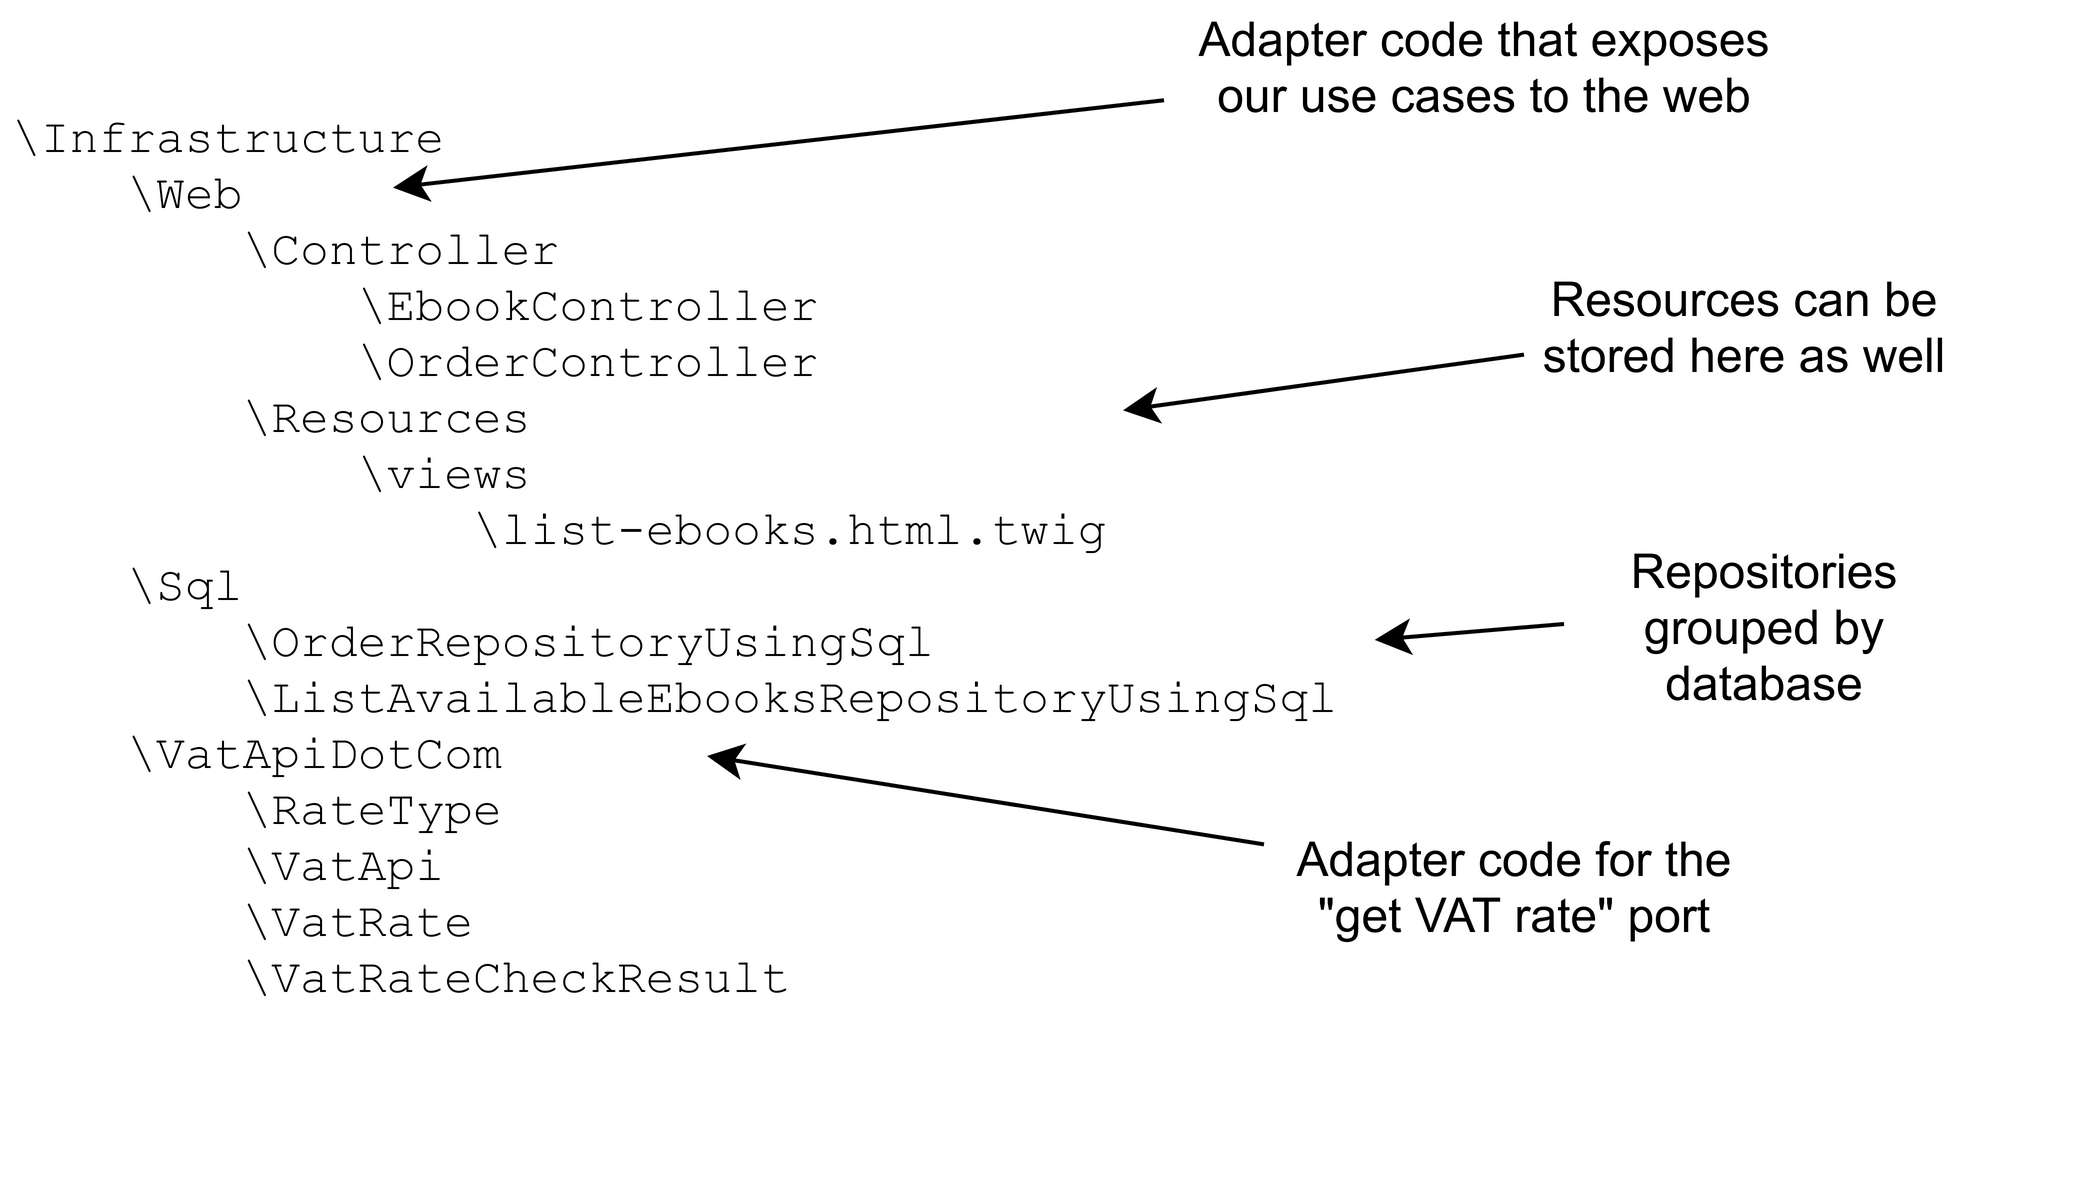 Adapter code that exposes
our use cases to the web
\Infrastructure
\Web
\Controller
\EbookController
\OrderController
Resources can be
stored here as well
\Resources
\views
\list-ebooks.html.twig
\Sql
\OrderRepositoryUsingSql
\ListAvailableEbooksRepositoryUsingSql
Repositories
grouped by
database
\VatApiDotCom
\RateType
\VatApi
\VatRate
\VatRateCheckResult
Adapter code for the
"get VAT rate" port